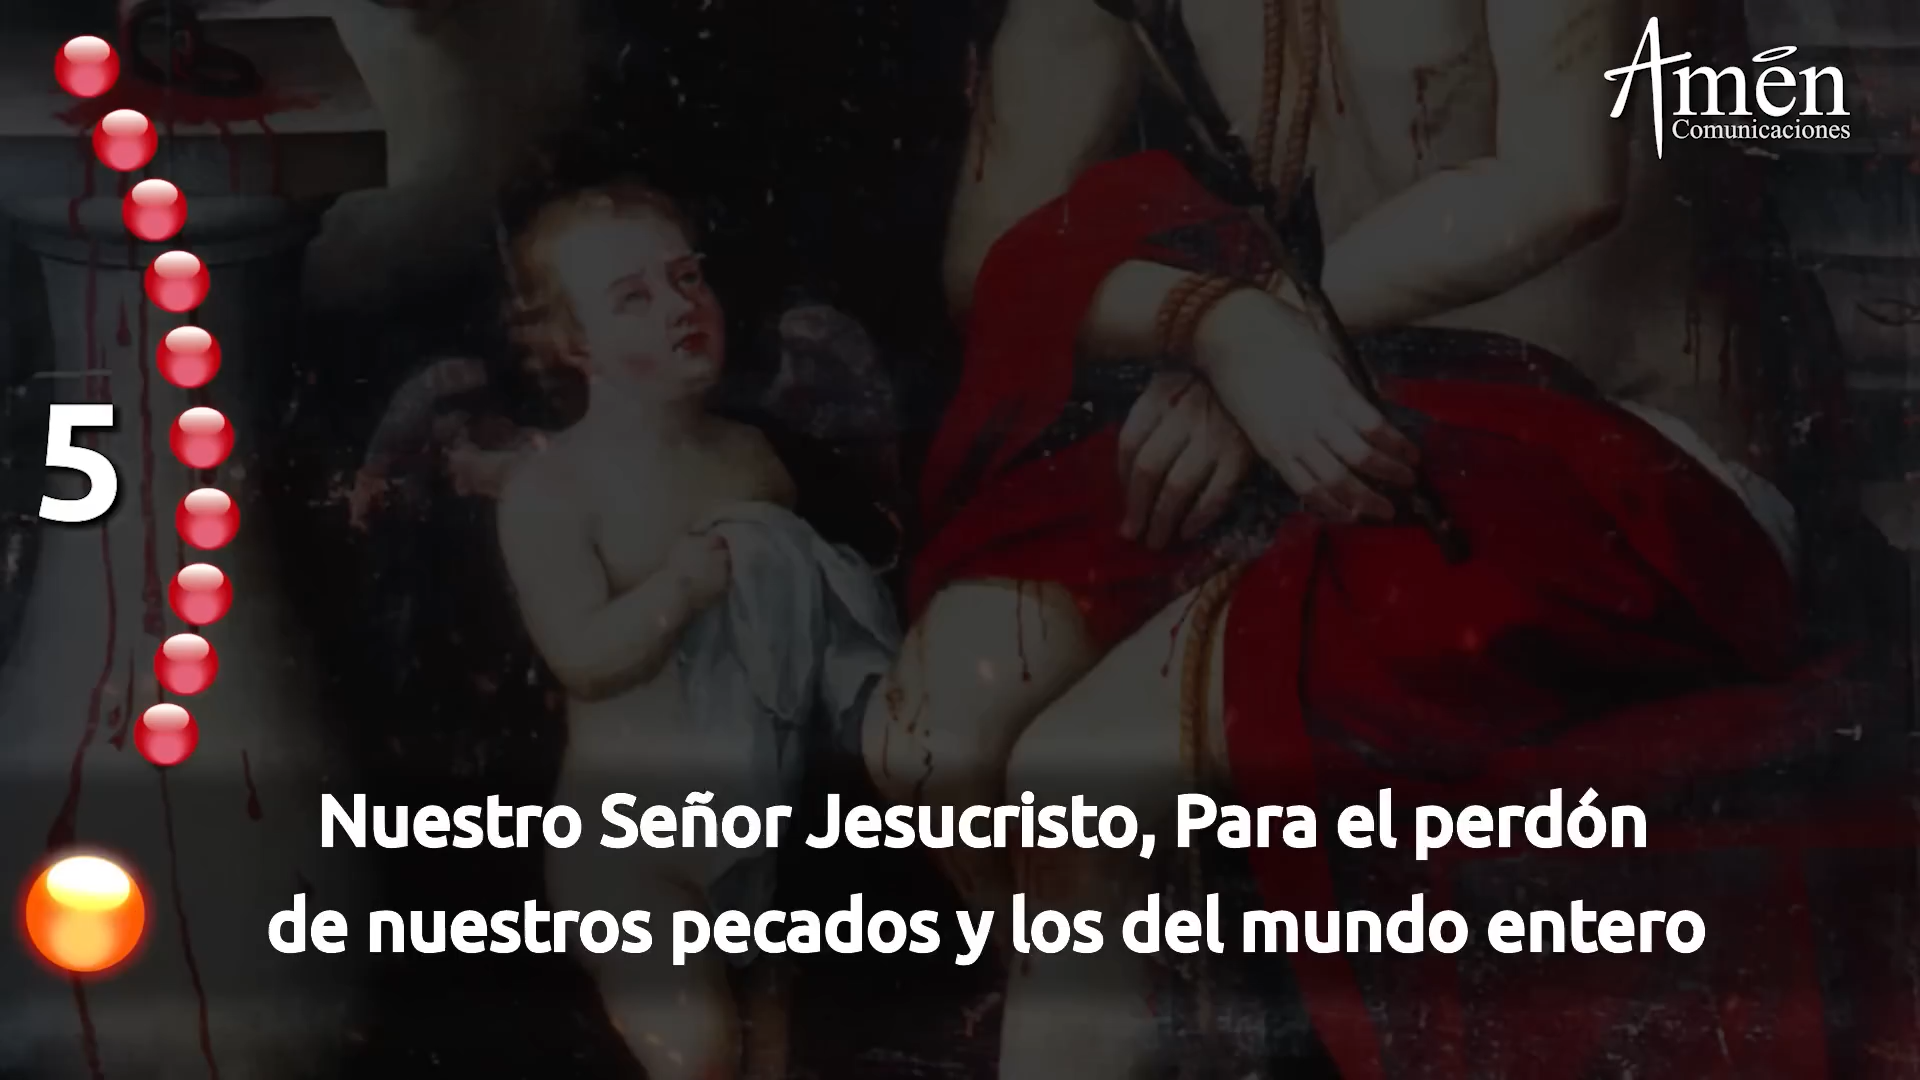 Amén
Comunicaciones
5
Nuestro Señor Jesucristo, Para el perdón
de nuestros pecados y los del mundo entero